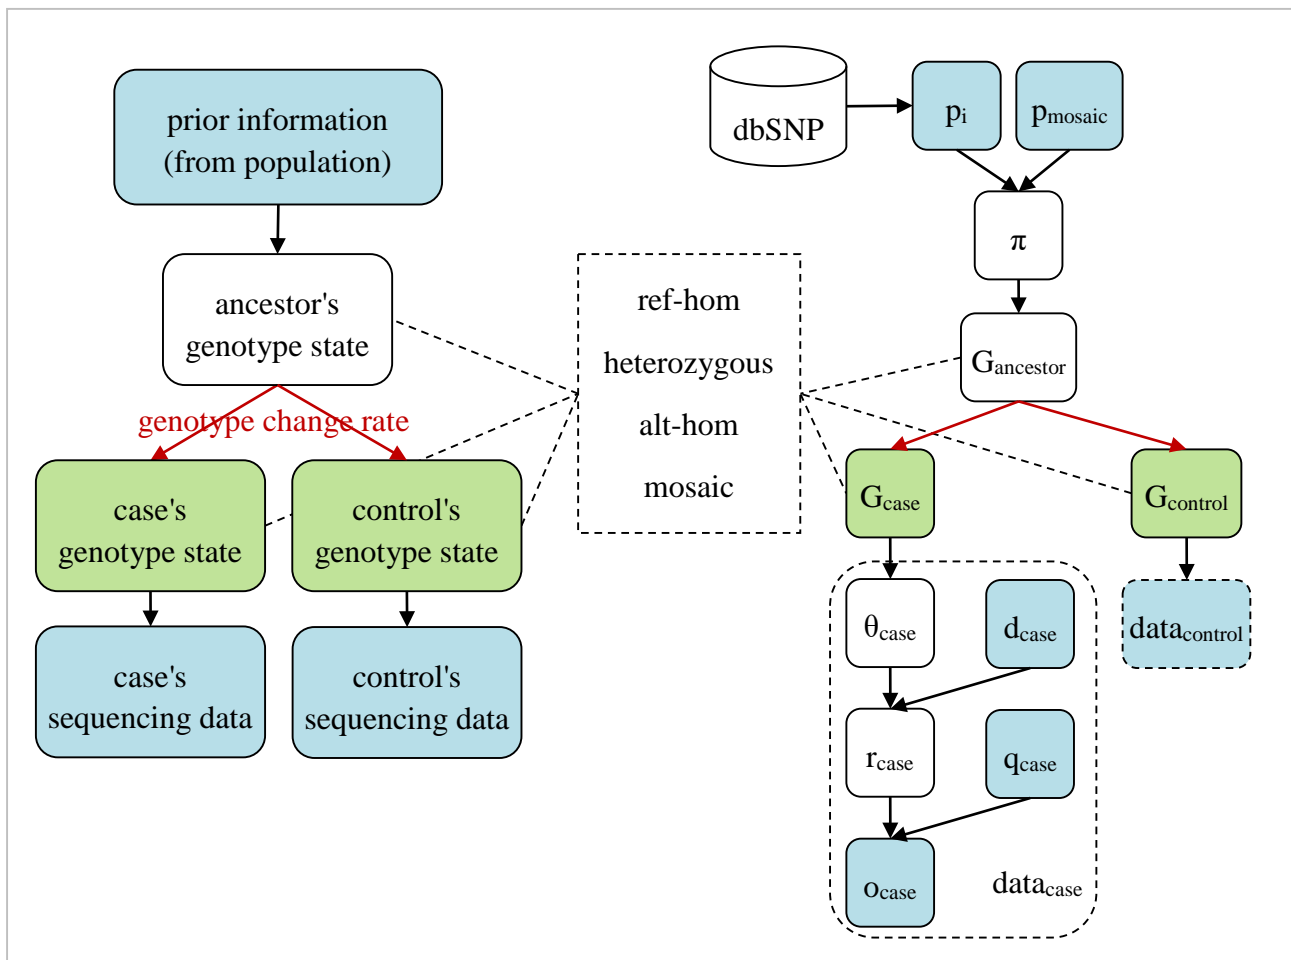 prior information
(from population)
ancestor's
genotype state
genotype change rate
case's
genotype state
control's
genotype state
case's
sequencing data
control's
sequencing data
ref-hom
heterozygous
alt-hom
mosaic
dbSNP
pi
pmosaic
π
Gancestor
Gcase
Gcontrol
θcase
dcase
datacontrol
rcase
qcase
ocase
datacase